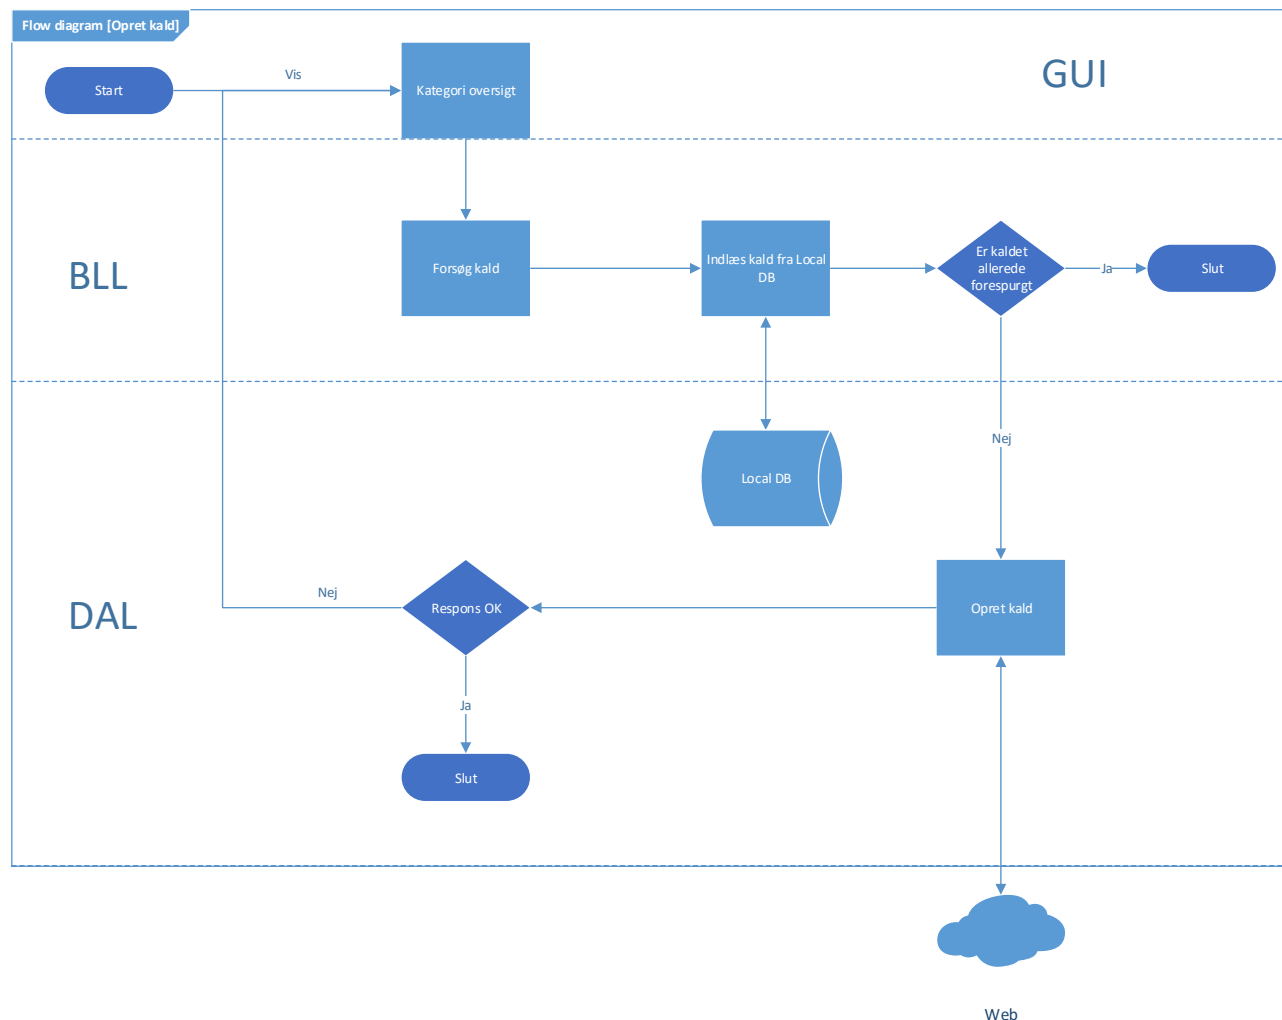 Flow diagram [Opret kald]
GUI
Start
Vis
Kategori oversigt
BLL
Forsøg kald
Indlæs kald fra Local
DB
Er kaldet
allerede
forespurgt
Ja
Slut
Nej
Local DB
DAL
Nej
Respons OK
Opret kald
Ja
Slut
Web